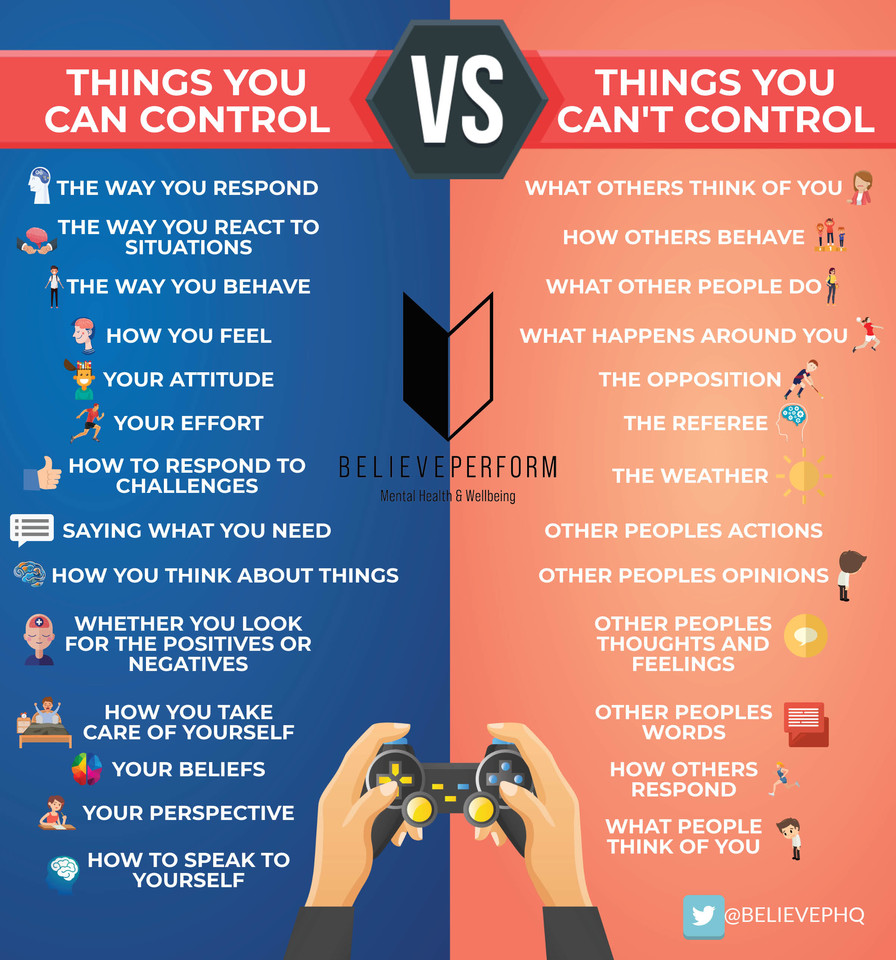 THINGS YOU
CAN CONTROL
VS
THINGS YOU
CAN'T CONTROL
THE WAY YOU RESPOND
THE WAY YOU REACT TO
SITUATIONS
THE WAY YOU BEHAVE
HOW YOU FEEL
YOUR ATTITUDE
YOUR EFFORT
HOW TO RESPOND TO
CHALLENGES
SAYING WHAT YOU NEED
HOW YOU THINK ABOUT THINGS
WHETHER YOU LOOK
FOR THE POSITIVES OR
NEGATIVES
HOW YOU TAKE
CARE OF YOURSELF
YOUR BELIEFS
YOUR PERSPECTIVE
HOW TO SPEAK TO
YOURSELF
BELIEVEPERFORM
Mental Health & Wellbeing
WHAT OTHERS THINK OF YOU
HOW OTHERS BEHAVE
WHAT OTHER PEOPLE DO
WHAT HAPPENS AROUND YOU
THE OPPOSITION
THE REFEREE
THE WEATHER
OTHER PEOPLES ACTIONS
OTHER PEOPLES OPINIONS
OTHER PEOPLES
THOUGHTS AND
FEELINGS
OTHER PEOPLES
WORDS
HOW OTHERS
RESPOND
WHAT PEOPLE
THINK OF YOU
@BELIEVEPHQ